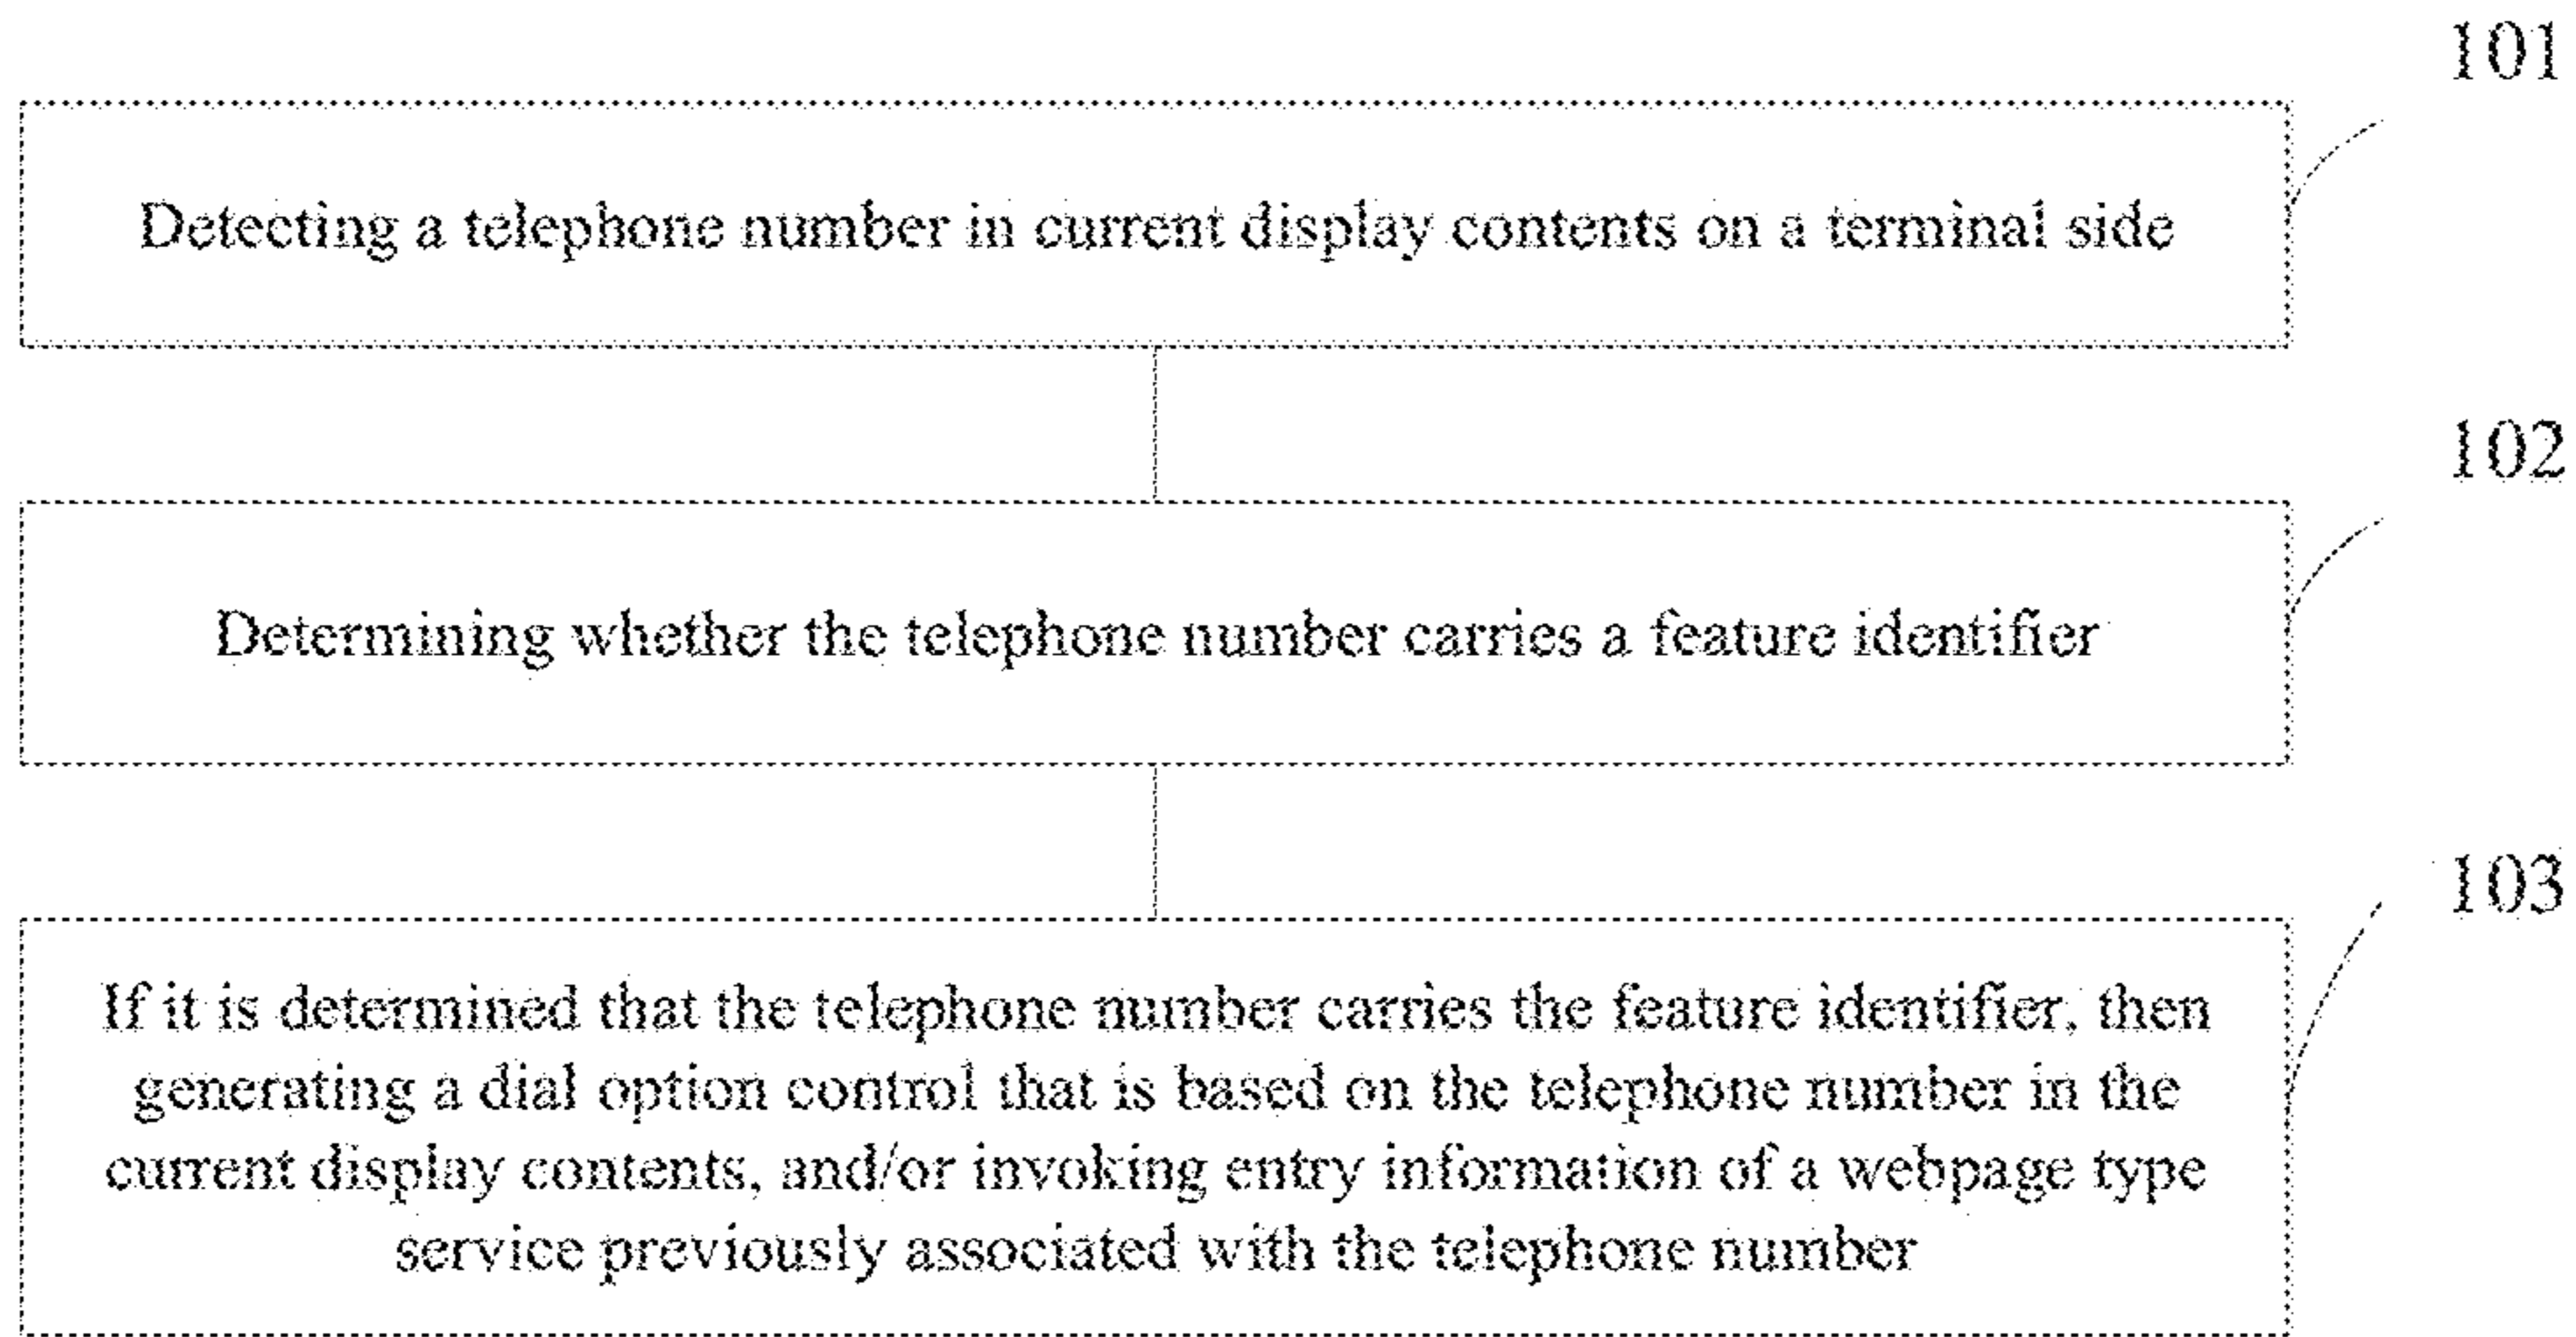 101
Detecting a telephone number in current display contents on a terminal side
102
Determining whether the telephone number carries a feature identifier
103
If it is determined that the telephone number carries the feature identifier, then
generating a dial option control that is based on the telephone number in the
current display contents, and/or invoking entry information of a webpage type
service previously associated with the telephone number